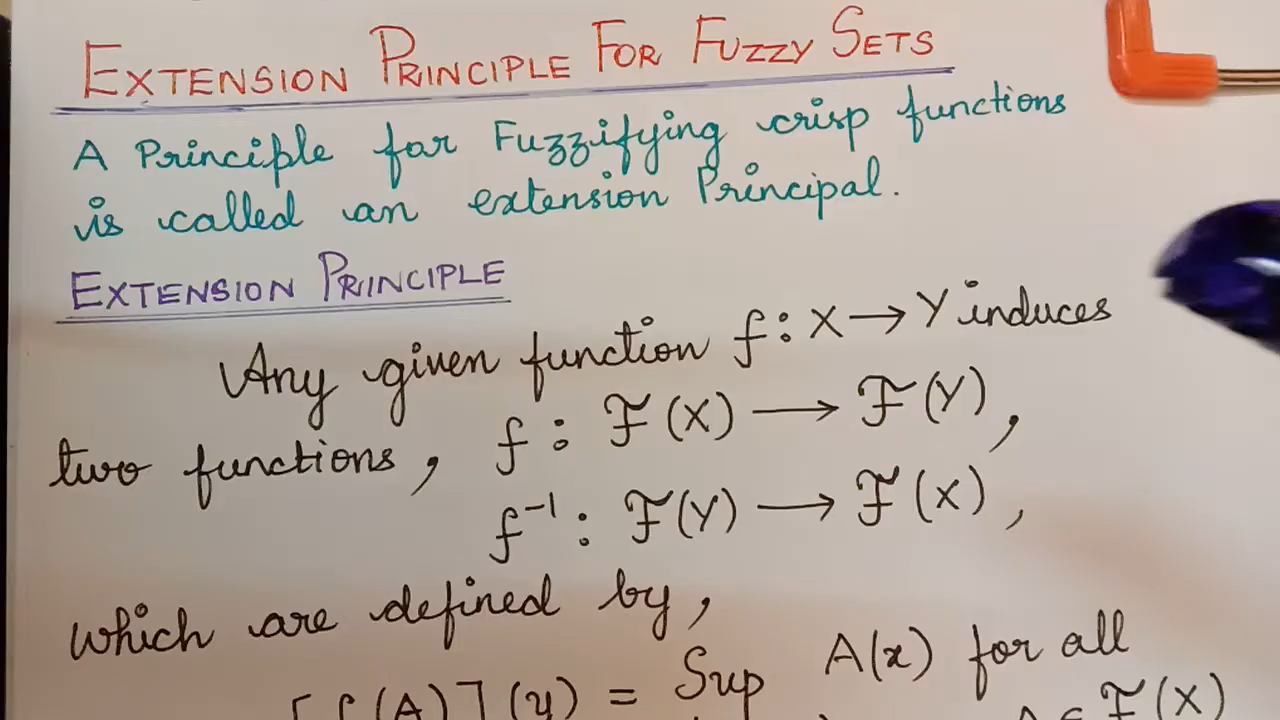 EXTENSION PRINCIPLE FOR FUZZY SETS
A Principle for Fuzzifying crisp functions
is called an extension Principal.
EXTENSION PRINCIPLE
Any given function f : X → Y induces
two functions, f : ℱ(X) → ℱ(Y),
f⁻¹ : ℱ(Y) → ℱ(X),
which are defined by,
[f(A)](y) = Sup A(x) for all
A ∈ ℱ(X)